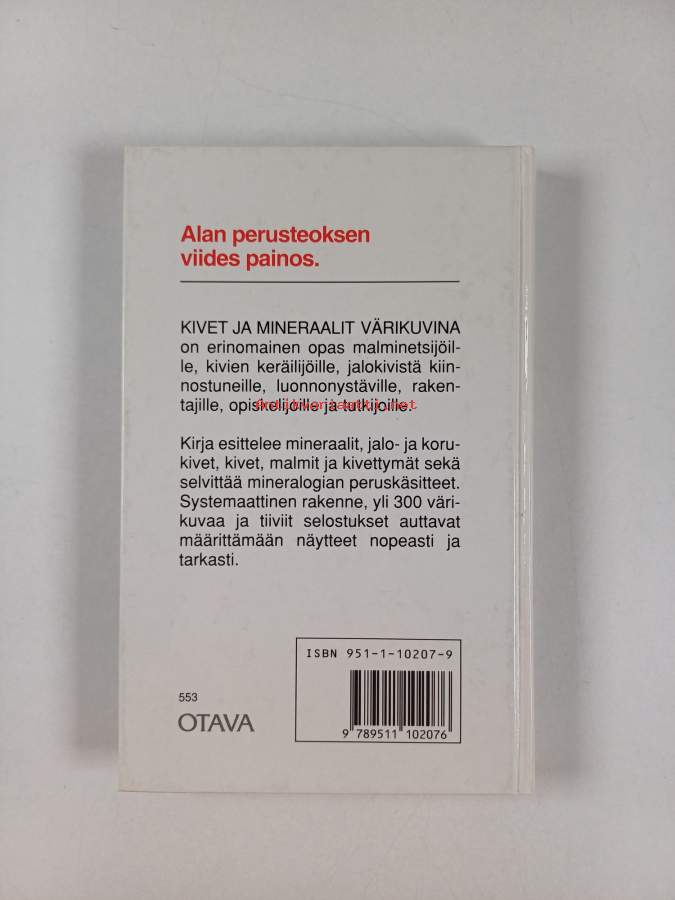 Alan perusteoksen
viides painos.
KIVET JA MINERAALIT VÄRIKUVINA
on erinomainen opas malminetsijöil-
le, kivien keräilijöille, jalokivistä kiin-
nostuneille, luonnonystäville, raken-
tajille, opiskelijoille ja tutkijoille.
Antikvariaatti.net
Kirja esittelee mineraalit, jalo- ja koru-
kivet, kivet, malmit ja kivettymät sekä
selvittää mineralogian peruskäsitteet.
Systemaattinen rakenne, yli 300 väri-
kuvaa ja tiiviit selostukset auttavat
määrittämään näytteet nopeasti ja
tarkasti.
ISBN 951-1-10207-9
9 789511 102076
553
OTAVA